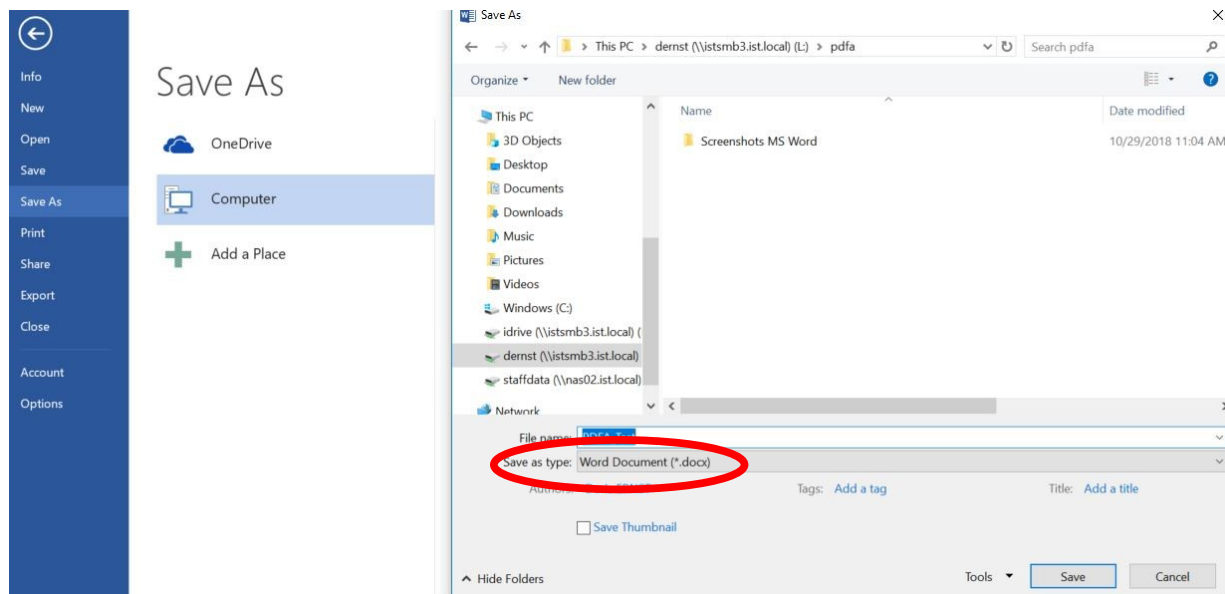 Info
New
Open
Save
Save As
Print
Share
Export
Close
Account
Options
Save As
OneDrive
Computer
Add a Place
Save As
This PC > dernst (\\istsmb3.ist.local) (L:) > pdfa
Search pdfa
Organize
New folder
This PC
3D Objects
Desktop
Documents
Downloads
Music
Pictures
Videos
Windows (C:)
idrive (\\istsmb3.ist.local) (
dernst (\\istsmb3.ist.local)
staffdata (\\nas02.ist.local)
Network
Name
Date modified
Screenshots MS Word
10/29/2018 11:04 AM
File name:
Save as type: Word Document (*.docx)
Authors:
Tags: Add a tag
Title: Add a title
Save Thumbnail
Hide Folders
Tools
Save
Cancel